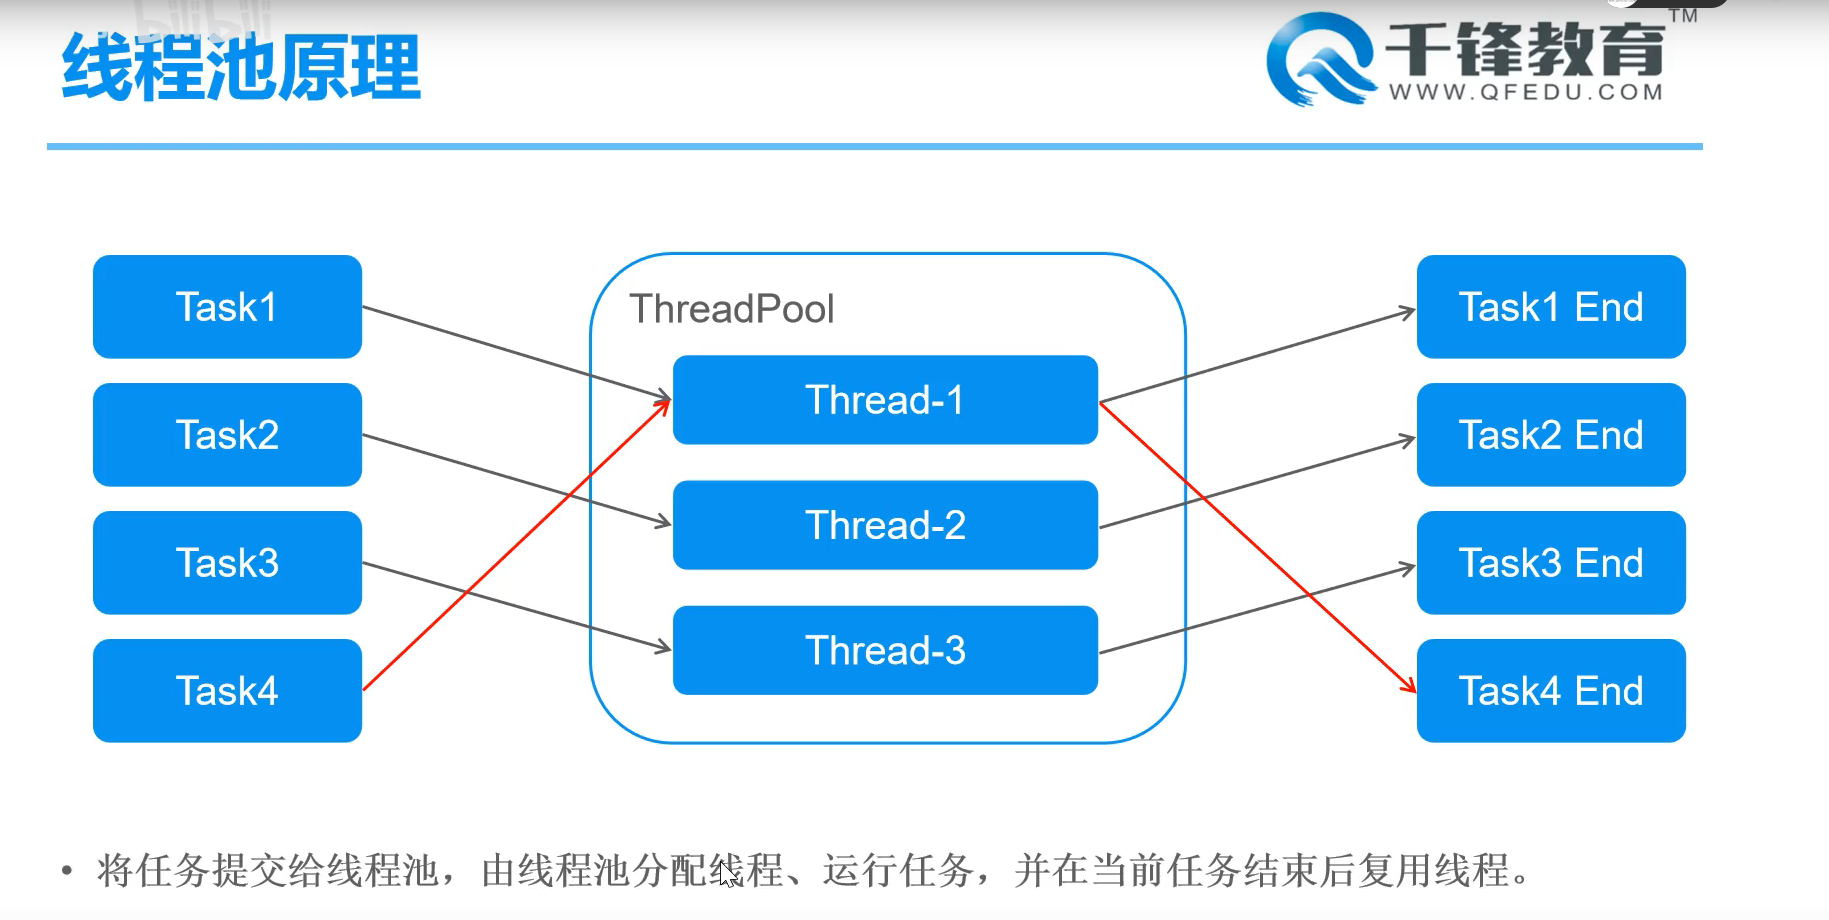 bilibili
TM
线程池原理
千锋教育
WWW.QFEDU.COM
Task1
ThreadPool
Task1 End
Thread-1
Task2
Task2 End
Thread-2
Task3
Task3 End
Thread-3
Task4
Task4 End
• 将任务提交给线程池，由线程池分配线程、运行任务，并在当前任务结束后复用线程。